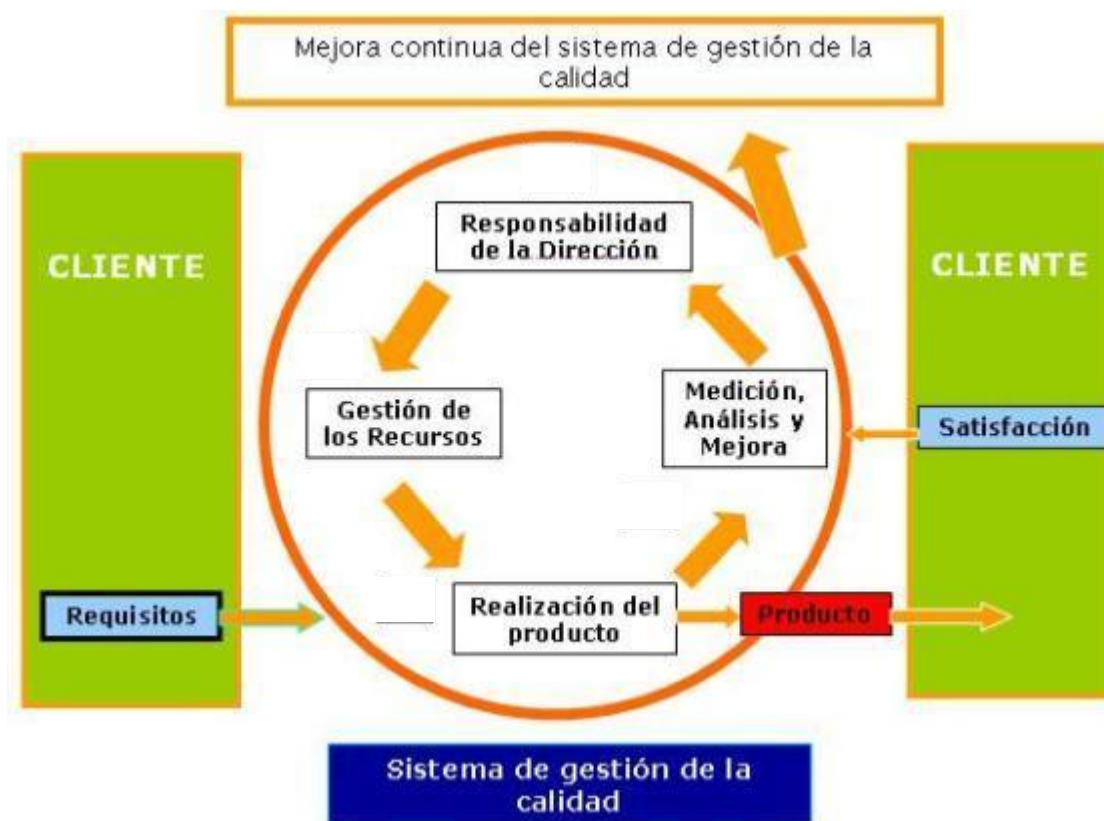 Mejora continua del sistema de gestión de la
calidad
CLIENTE
CLIENTE
Responsabilidad
de la Dirección
Gestión de
los Recursos
Medición,
Análisis y
Mejora
Satisfacción
Requisitos
Realización del
producto
Producto
Sistema de gestión de la
calidad